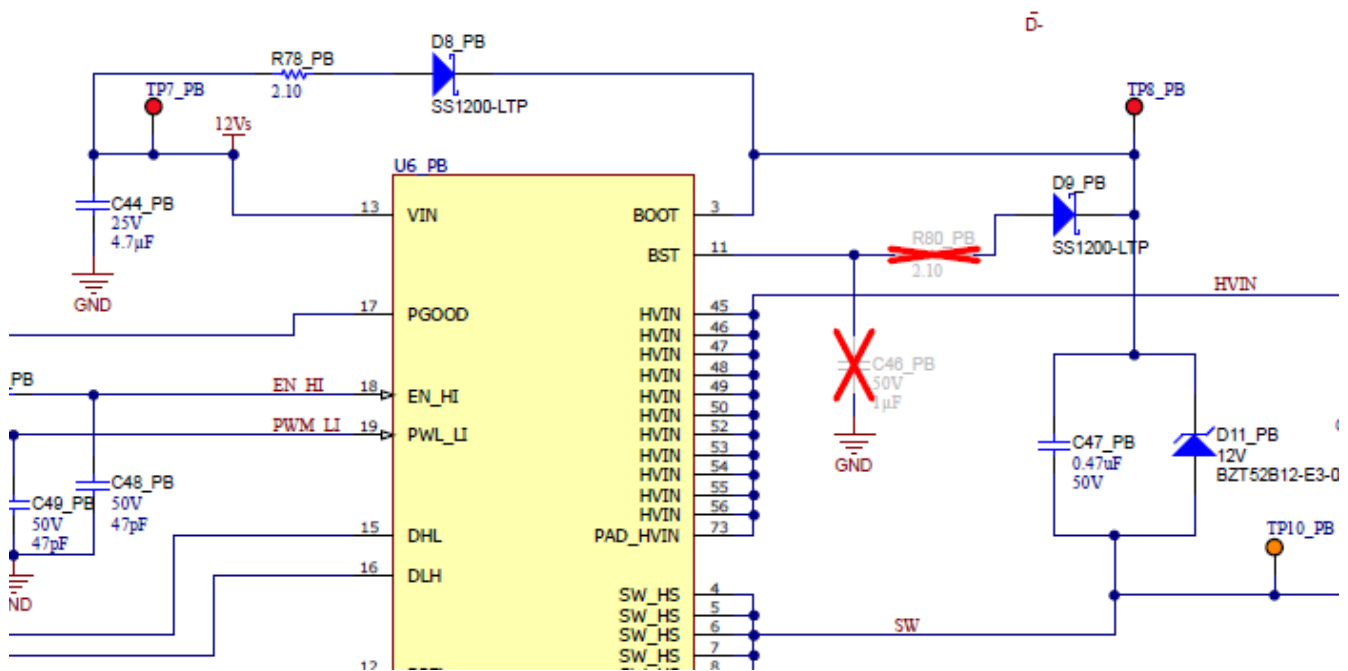 D-
D8_PB
R78_PB
2.10
SS1200-LTP
TP7_PB
12Vs
TP8_PB
U6_PB
D9_PB
SS1200-LTP
C44_PB
25V
4.7µF
GND
13 VIN
BOOT 3
BST 11
R80_PB
2.10
HVIN
17 PGOOD
HVIN 45
HVIN 46
HVIN 47
HVIN 48
HVIN 49
HVIN 50
HVIN 52
HVIN 53
HVIN 54
HVIN 55
HVIN 56
PAD_HVIN 73
C46_PB
50V
1µF
GND
_PB
EN_HI 18 EN_HI
PWM_LI 19 PWL_LI
C47_PB
0.47uF
50V
D11_PB
12V
BZT52B12-E3-0
C48_PB
50V
47pF
C49_PB
50V
47pF
ND
15 DHL
16 DLH
TP10_PB
SW_HS 4
SW_HS 5
SW_HS 6
SW
SW_HS 7
8
12